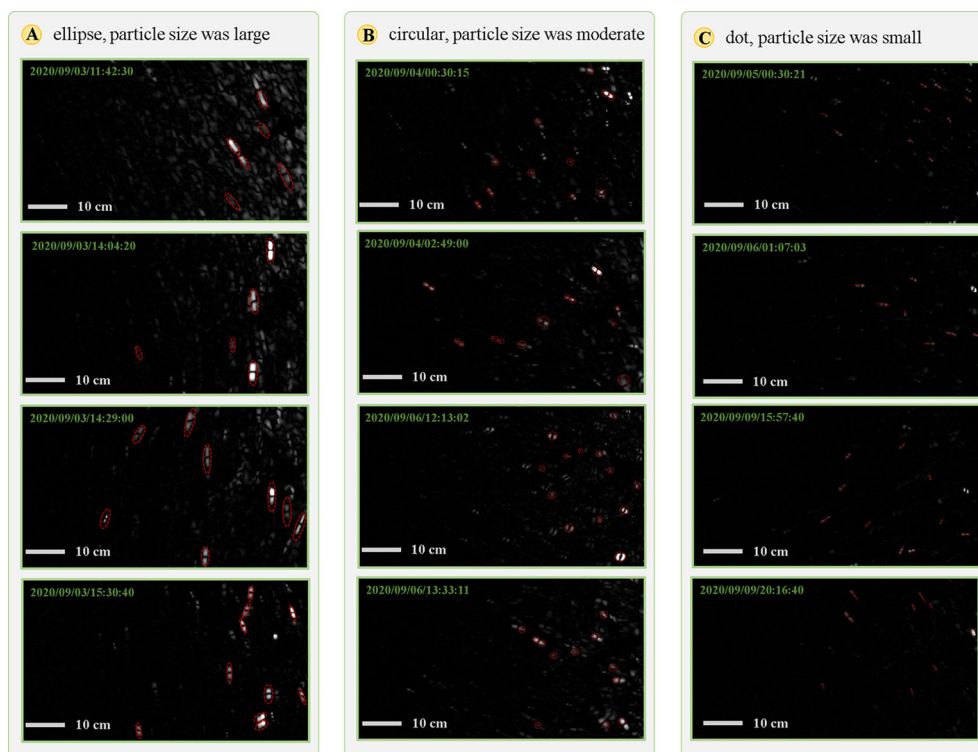 A ellipse, particle size was large
2020/09/03/11:42:30
10 cm
2020/09/03/14:04:20
10 cm
2020/09/03/14:29:00
10 cm
2020/09/03/15:30:40
10 cm
B circular, particle size was moderate
2020/09/04/00:30:15
10 cm
2020/09/04/02:49:00
10 cm
2020/09/06/12:13:02
10 cm
2020/09/06/13:33:11
10 cm
C dot, particle size was small
2020/09/05/00:30:21
10 cm
2020/09/06/01:07:03
10 cm
2020/09/09/15:57:40
10 cm
2020/09/09/20:16:40
10 cm